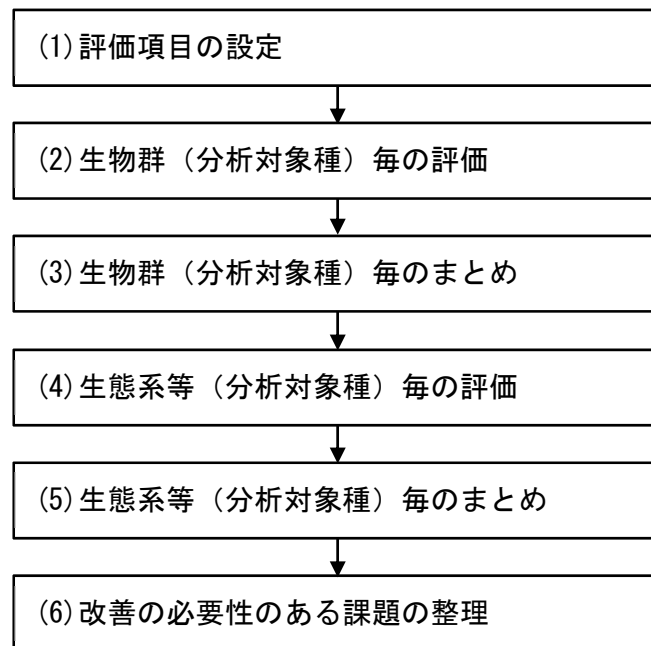 (1)評価項目の設定
(2)生物群（分析対象種）毎の評価
(3)生物群（分析対象種）毎のまとめ
(4)生態系等（分析対象種）毎の評価
(5)生態系等（分析対象種）毎のまとめ
(6)改善の必要性のある課題の整理